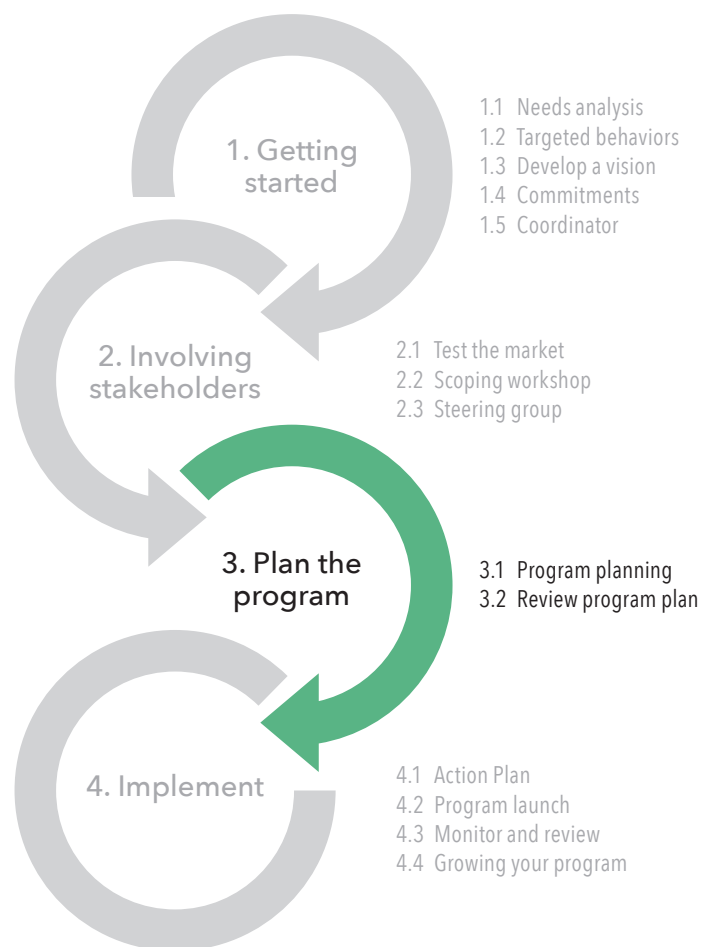 1. Getting
started
1.1 Needs analysis
1.2 Targeted behaviors
1.3 Develop a vision
1.4 Commitments
1.5 Coordinator
2. Involving
stakeholders
2.1 Test the market
2.2 Scoping workshop
2.3 Steering group
3. Plan the
program
3.1 Program planning
3.2 Review program plan
4. Implement
4.1 Action Plan
4.2 Program launch
4.3 Monitor and review
4.4 Growing your program